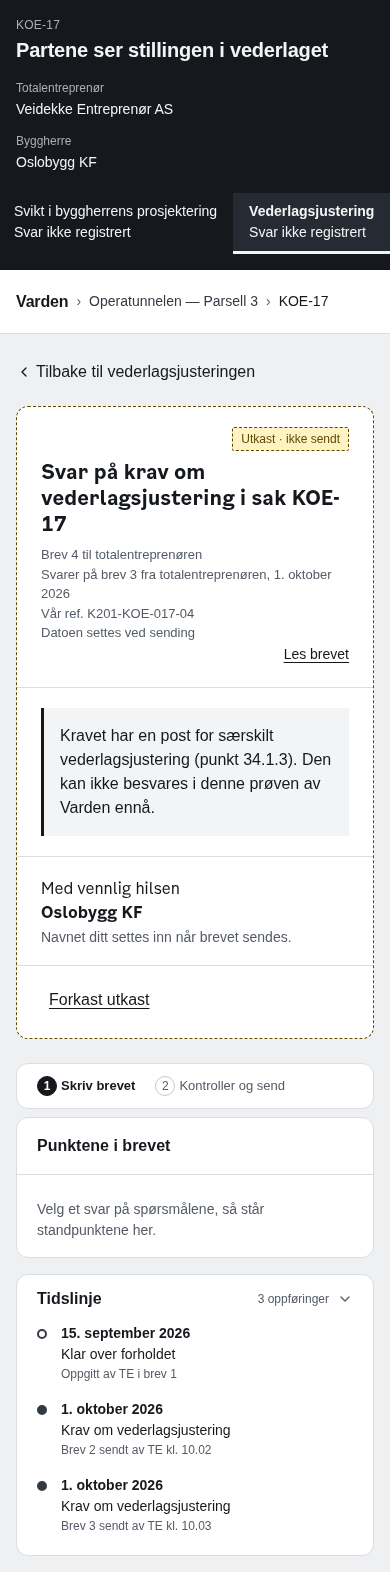 KOE-17
Partene ser stillingen i vederlaget
Totalentreprenør
Veidekke Entreprenør AS
Byggherre
Oslobygg KF
Svikt i byggherrens prosjektering
Svar ikke registrert
Vederlagsjustering
Svar ikke registrert
Varden › Operatunnelen — Parsell 3 › KOE-17
Tilbake til vederlagsjusteringen
Utkast · ikke sendt
Svar på krav om
vederlagsjustering i sak KOE-
17
Brev 4 til totalentreprenøren
Svarer på brev 3 fra totalentreprenøren, 1. oktober
2026
Vår ref. K201-KOE-017-04
Datoen settes ved sending
Les brevet
Kravet har en post for særskilt
vederlagsjustering (punkt 34.1.3). Den
kan ikke besvares i denne prøven av
Varden ennå.
Med vennlig hilsen
Oslobygg KF
Navnet ditt settes inn når brevet sendes.
Forkast utkast
1 Skriv brevet 2 Kontroller og send
Punktene i brevet
Velg et svar på spørsmålene, så står
standpunktene her.
Tidslinje 3 oppføringer
15. september 2026
Klar over forholdet
Oppgitt av TE i brev 1
1. oktober 2026
Krav om vederlagsjustering
Brev 2 sendt av TE kl. 10.02
1. oktober 2026
Krav om vederlagsjustering
Brev 3 sendt av TE kl. 10.03